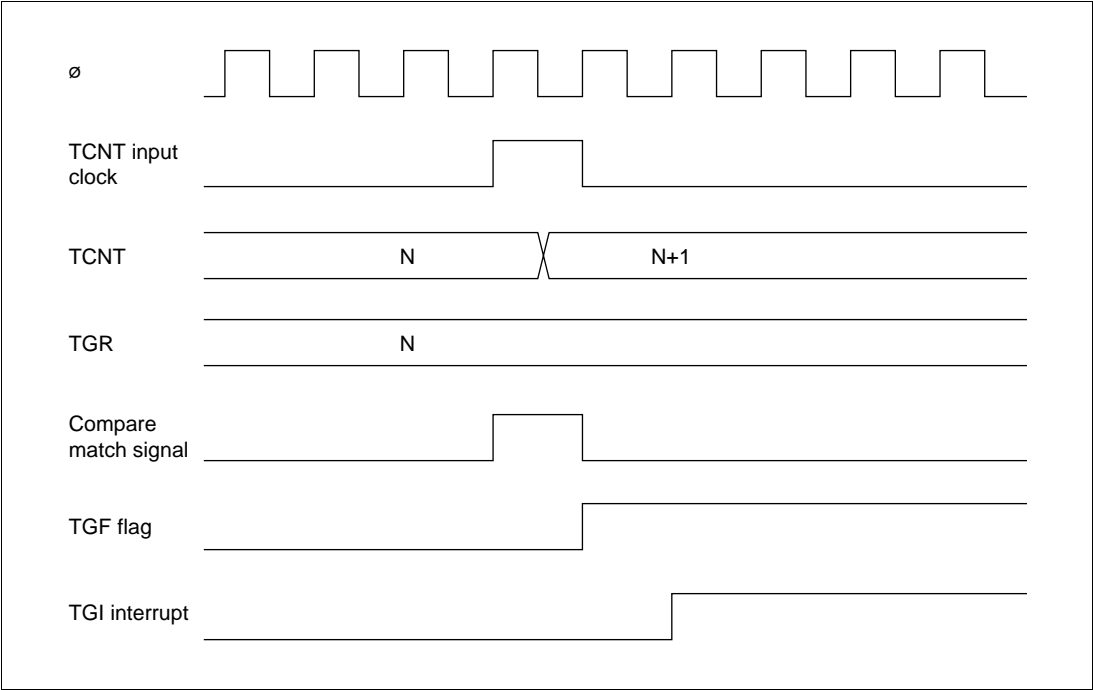 ø
TCNT input
clock
TCNT
N
N+1
TGR
N
Compare
match signal
TGF flag
TGI interrupt